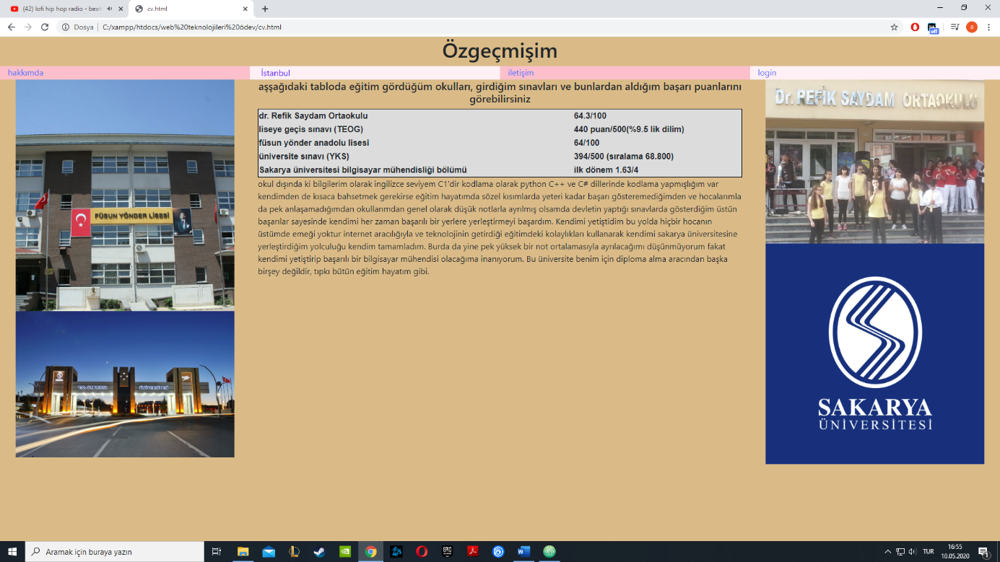 (42) lofi hip hop radio - beat
cv.html
Dosya
C:/xampp/htdocs/web%20teknolojileri%20ödev/cv.html
off
a
Özgeçmişim
hakkımda
İstanbul
iletişim
login
aşşağıdaki tabloda eğitim gördüğüm okulları, girdiğim sınavları ve bunlardan aldığım başarı puanlarını
görebilirsiniz
dr. Refik Saydam Ortaokulu 64.3/100
liseye geçiş sınavı (TEOG) 440 puan/500(%9.5 lik dilim)
füsun yönder anadolu lisesi 64/100
üniversite sınavı (YKS) 394/500 (sıralama 68.800)
Sakarya üniversitesi bilgisayar mühendisliği bölümü ilk dönem 1.63/4
okul dışında ki bilgilerim olarak ingilizce seviyem C1'dir kodlama olarak python C++ ve C# dillerinde kodlama yapmışlığım var
kendimden de kısaca bahsetmek gerekirse eğitim hayatımda sözel kısımlarda yeteri kadar başarı gösteremediğimden ve hocalarımla
da pek anlaşamadığımdan okullarımdan genel olarak düşük notlarla ayrılmış olsamda devletin yaptığı sınavlarda gösterdiğim üstün
başarılar sayesinde kendimi her zaman başarılı bir yerlere yerleştirmeyi başardım. Kendimi yetiştidim bu yolda hiçbir hocanın
üstümde emeği yoktur internet aracılığıyla ve teknolojinin getirdiği eğitimdeki kolaylıkları kullanarak kendimi sakarya üniversitesine
yerleştirdiğim yolculuğu kendim tamamladım. Burda da yine pek yüksek bir not ortalamasıyla ayrılacağımı düşünmüyorum fakat
kendimi yetiştirip başarılı bir bilgisayar mühendisi olacağıma inanıyorum. Bu üniversite benim için diploma alma aracından başka
birşey değildir, tıpkı bütün eğitim hayatım gibi.
FÜSUN YÖNDER LİSESİ
T.C. SAKARYA ÜNİVERSİTESİ
Dr. REFİK SAYDAM ORTAOKULU
SAKARYA
ÜNİVERSİTESİ
Aramak için buraya yazın
EPIC
GAMES
TUR
16:55
10.05.2020
1